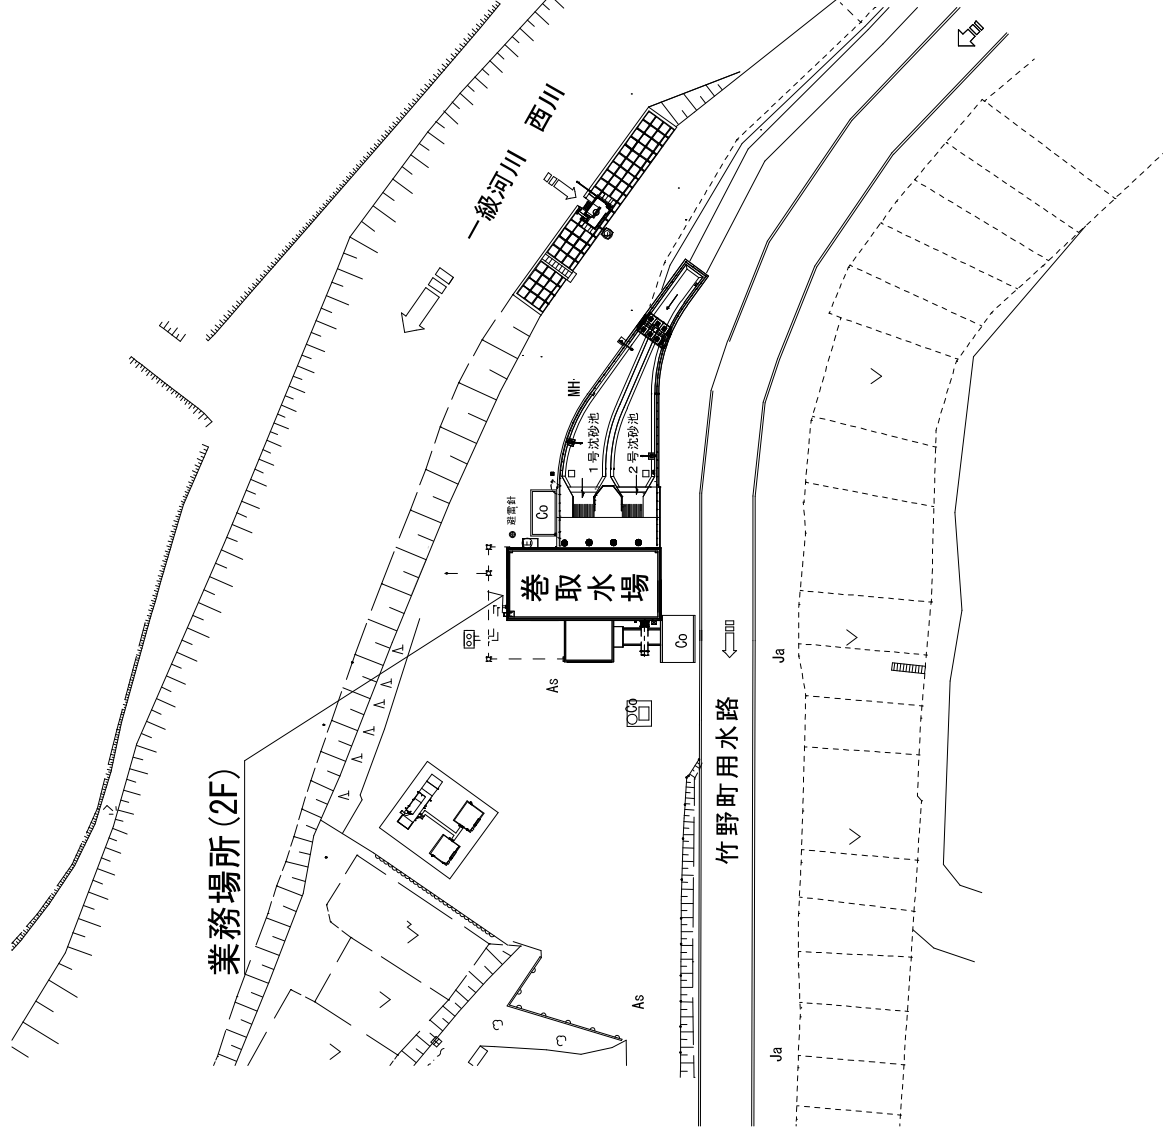 一級河川　西川
MH
1号沈砂池
2号沈砂池
避雷針
Co
巻取水場
Co
As
Co
Ja
竹野町用水路
業務場所(2F)
As
Ja